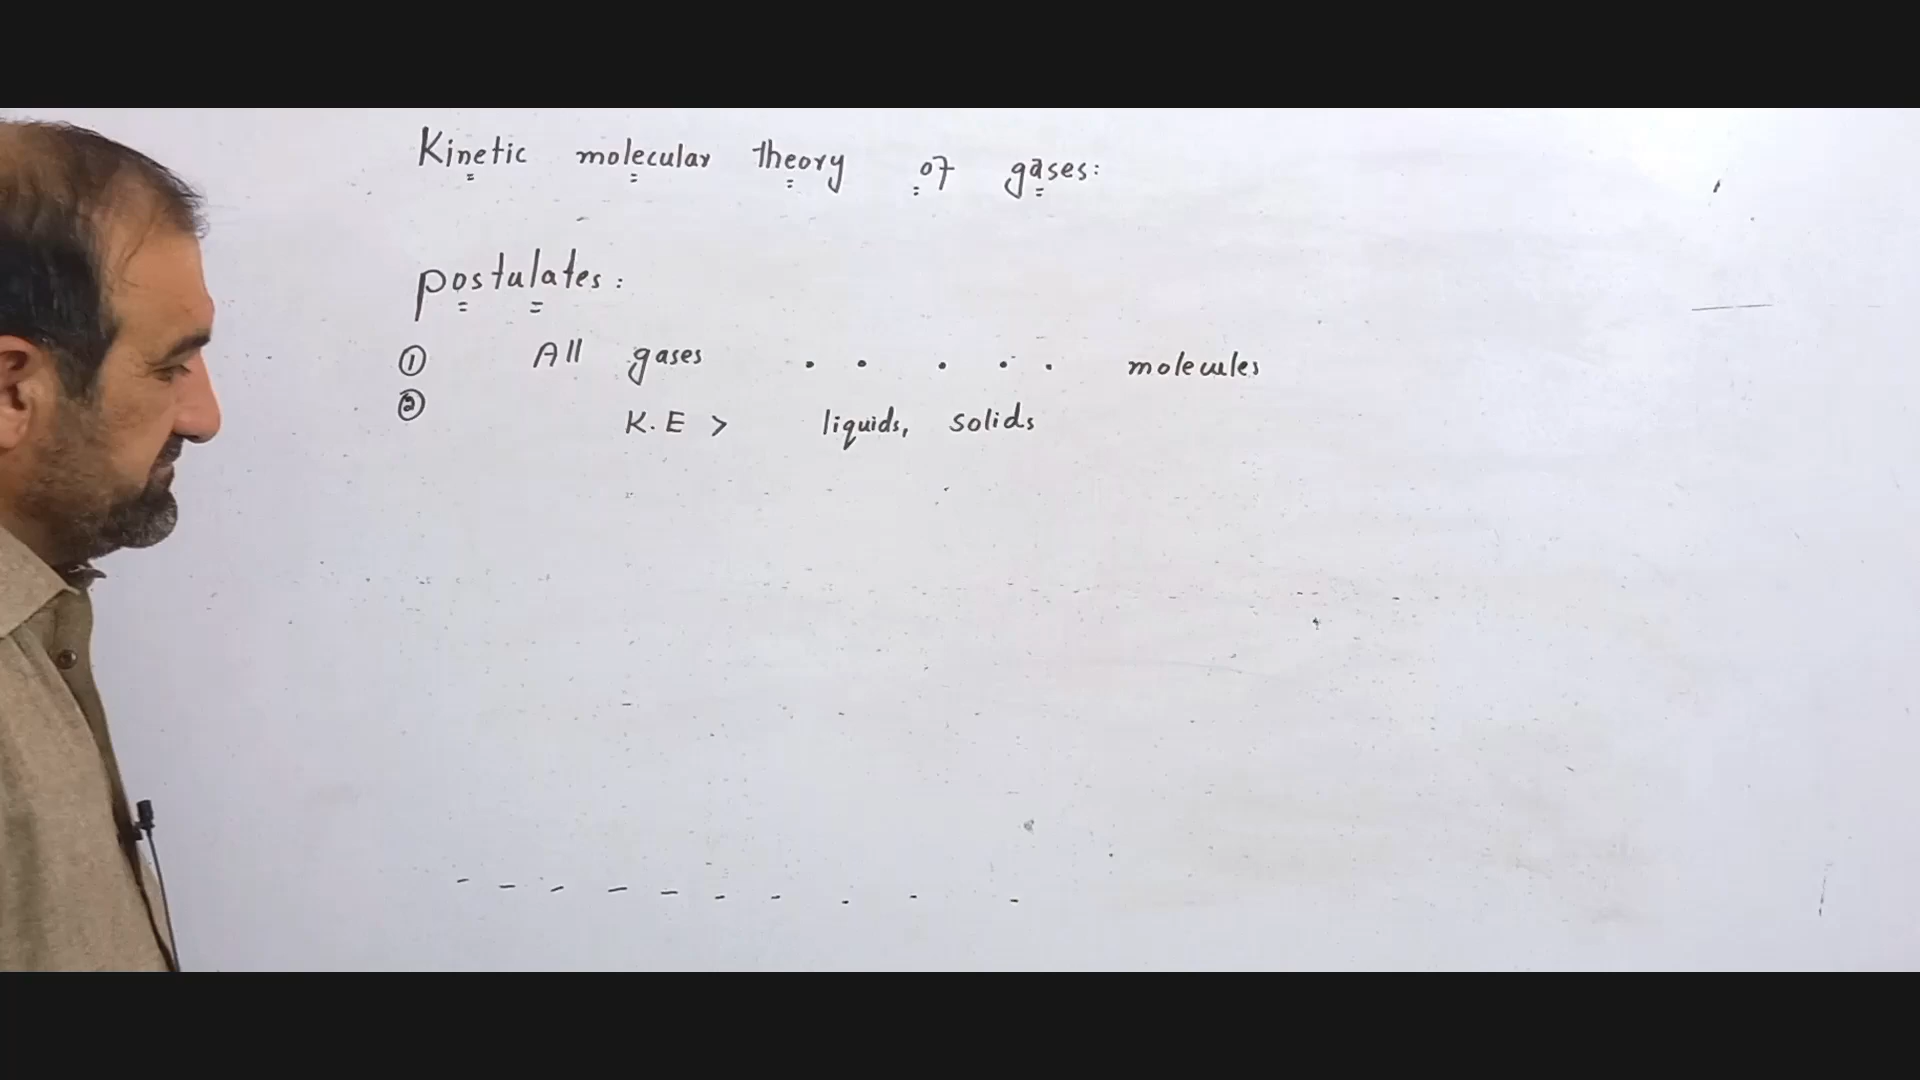 Kinetic molecular theory of gases:
postulates:
① All gases . . . . . molecules
② K.E > liquids, solids